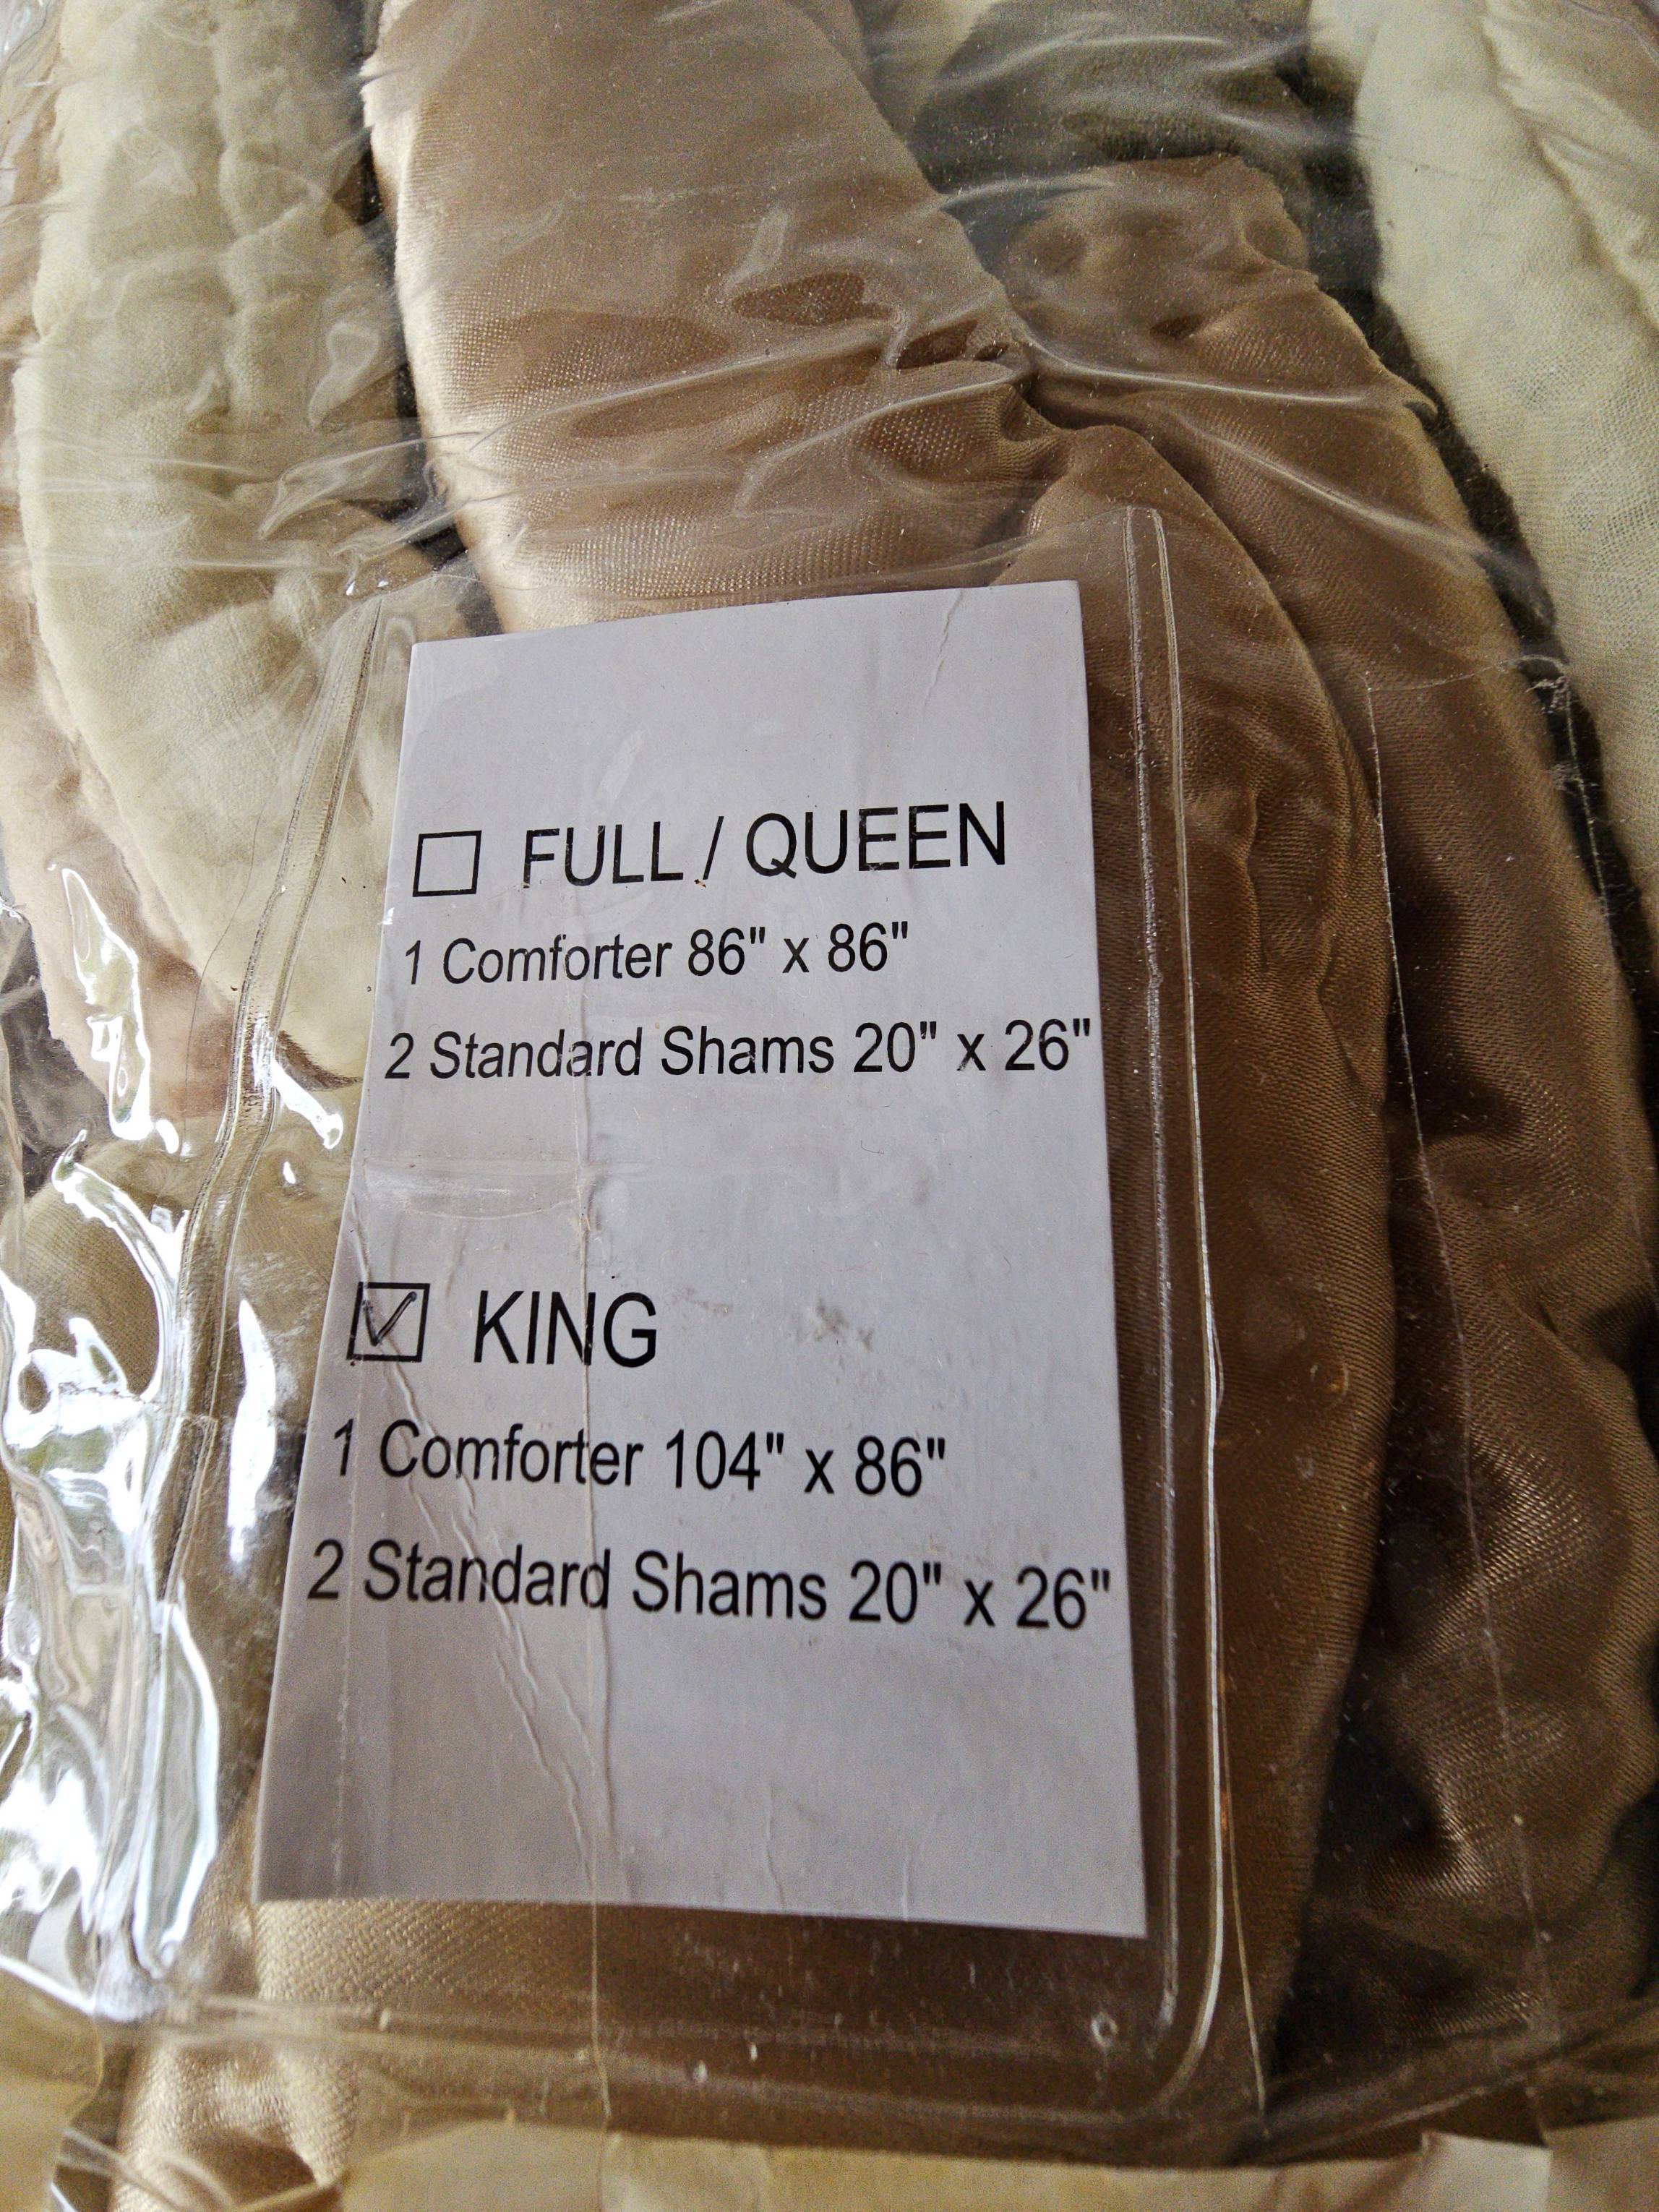 ☐ FULL / QUEEN
1 Comforter 86" x 86"
2 Standard Shams 20" x 26"
☑ KING
1 Comforter 104" x 86"
2 Standard Shams 20" x 26"